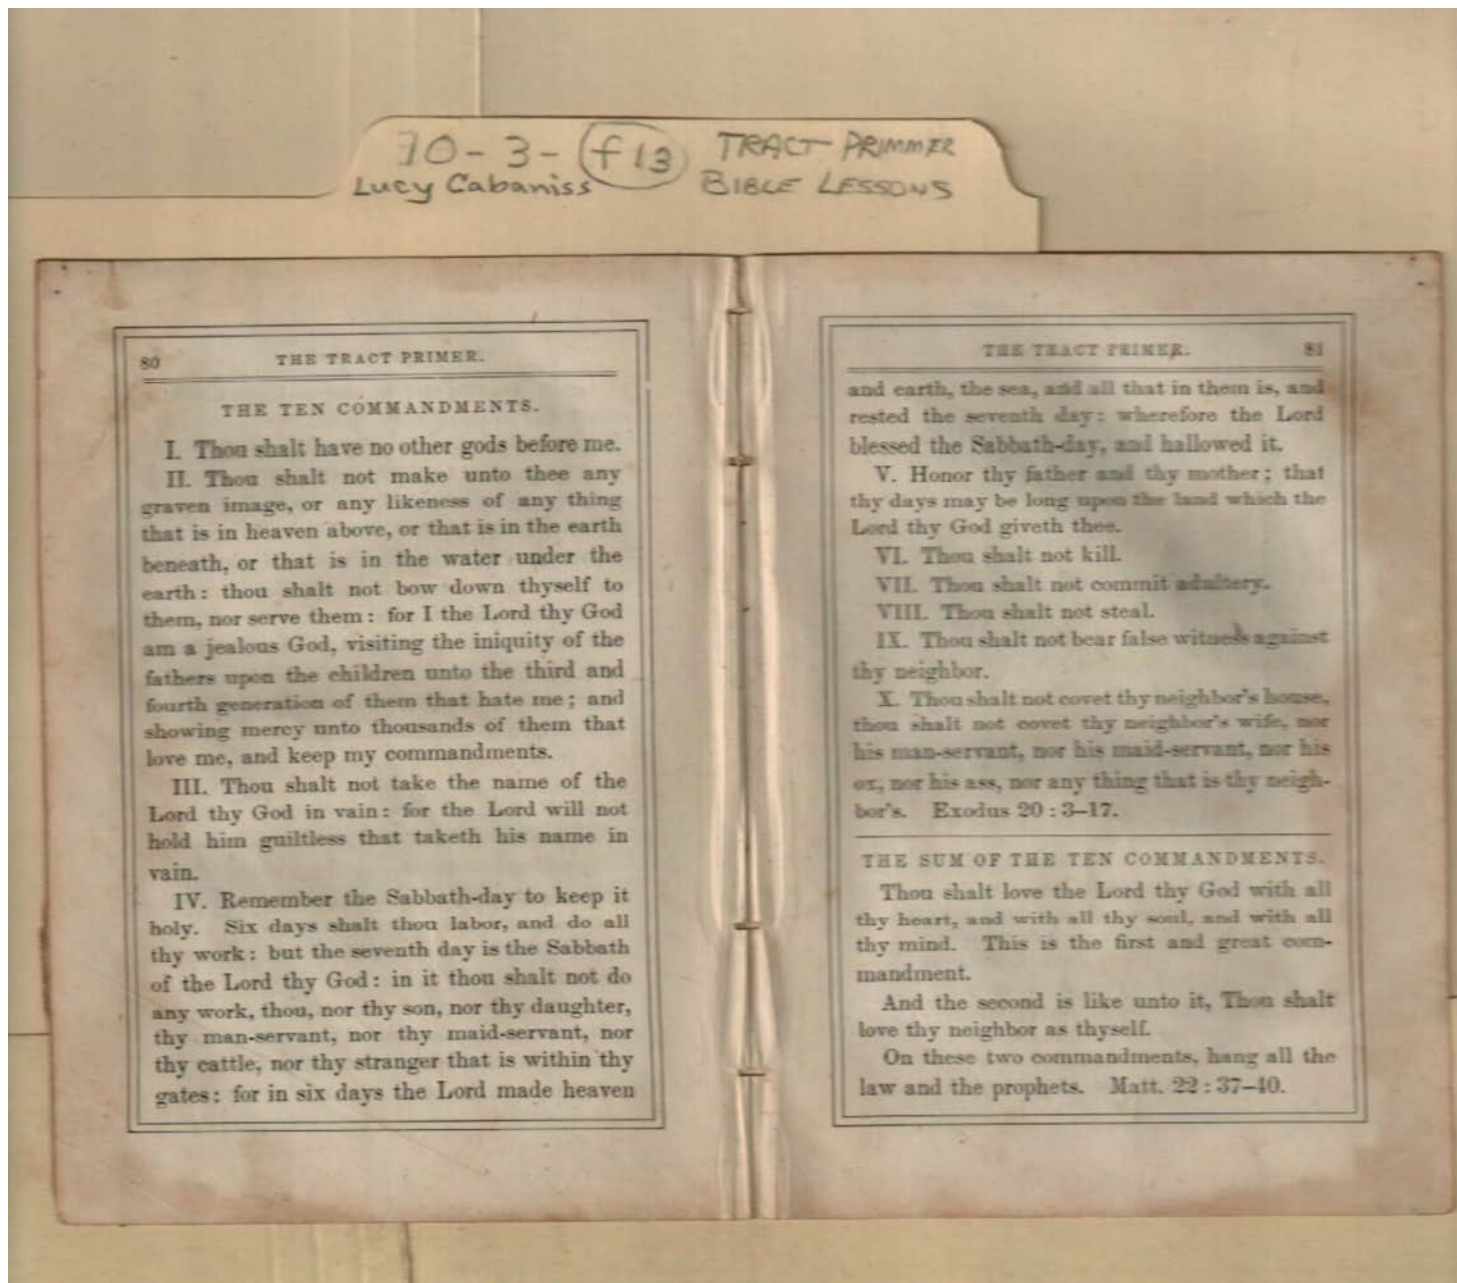 70-3-f13 TRACT PRIMMER
Lucy Cabaniss BIBLE LESSONS
80 THE TRACT PRIMER.
THE TEN COMMANDMENTS.
I. Thou shalt have no other gods before me.
II. Thou shalt not make unto thee any
graven image, or any likeness of any thing
that is in heaven above, or that is in the earth
beneath, or that is in the water under the
earth: thou shalt not bow down thyself to
them, nor serve them: for I the Lord thy God
am a jealous God, visiting the iniquity of the
fathers upon the children unto the third and
fourth generation of them that hate me; and
showing mercy unto thousands of them that
love me, and keep my commandments.
III. Thou shalt not take the name of the
Lord thy God in vain: for the Lord will not
hold him guiltless that taketh his name in
vain.
IV. Remember the Sabbath-day to keep it
holy. Six days shalt thou labor, and do all
thy work: but the seventh day is the Sabbath
of the Lord thy God: in it thou shalt not do
any work, thou, nor thy son, nor thy daughter,
thy man-servant, nor thy maid-servant, nor
thy cattle, nor thy stranger that is within thy
gates: for in six days the Lord made heaven
THE TRACT PRIMER. 81
and earth, the sea, and all that in them is, and
rested the seventh day: wherefore the Lord
blessed the Sabbath-day, and hallowed it.
V. Honor thy father and thy mother; that
thy days may be long upon the land which the
Lord thy God giveth thee.
VI. Thou shalt not kill.
VII. Thou shalt not commit adultery.
VIII. Thou shalt not steal.
IX. Thou shalt not bear false witness against
thy neighbor.
X. Thou shalt not covet thy neighbor's house,
thou shalt not covet thy neighbor's wife, nor
his man-servant, nor his maid-servant, nor his
ox, nor his ass, nor any thing that is thy neigh-
bor's. Exodus 20:3–17.
THE SUM OF THE TEN COMMANDMENTS.
Thou shalt love the Lord thy God with all
thy heart, and with all thy soul, and with all
thy mind. This is the first and great com-
mandment.
And the second is like unto it, Thou shalt
love thy neighbor as thyself.
On these two commandments, hang all the
law and the prophets. Matt. 22:37–40.